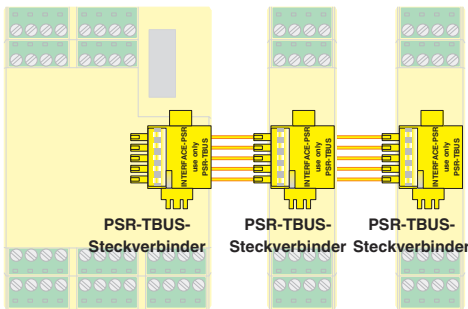 INTERFACE-PSR
use only
PSR-TBUS
INTERFACE-PSR
use only
PSR-TBUS
INTERFACE-PSR
use only
PSR-TBUS
PSR-TBUS-
Steckverbinder
PSR-TBUS-
Steckverbinder
PSR-TBUS-
Steckverbinder